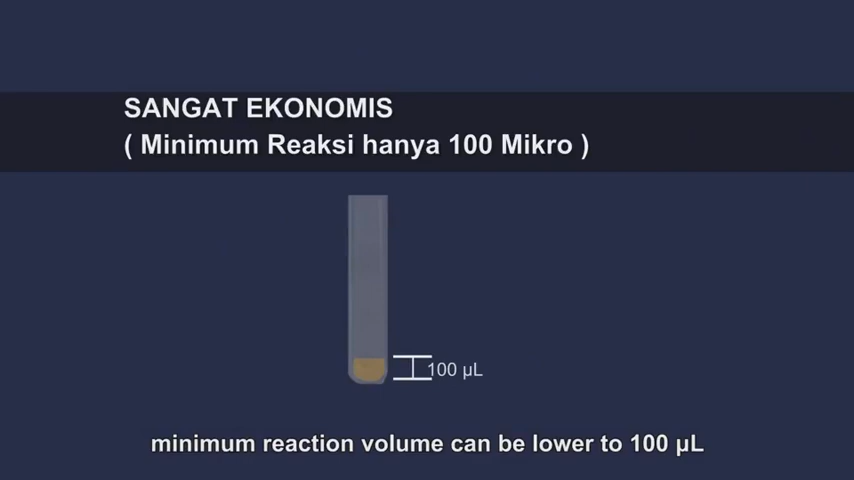 SANGAT EKONOMIS
( Minimum Reaksi hanya 100 Mikro )
100 µL
minimum reaction volume can be lower to 100 µL